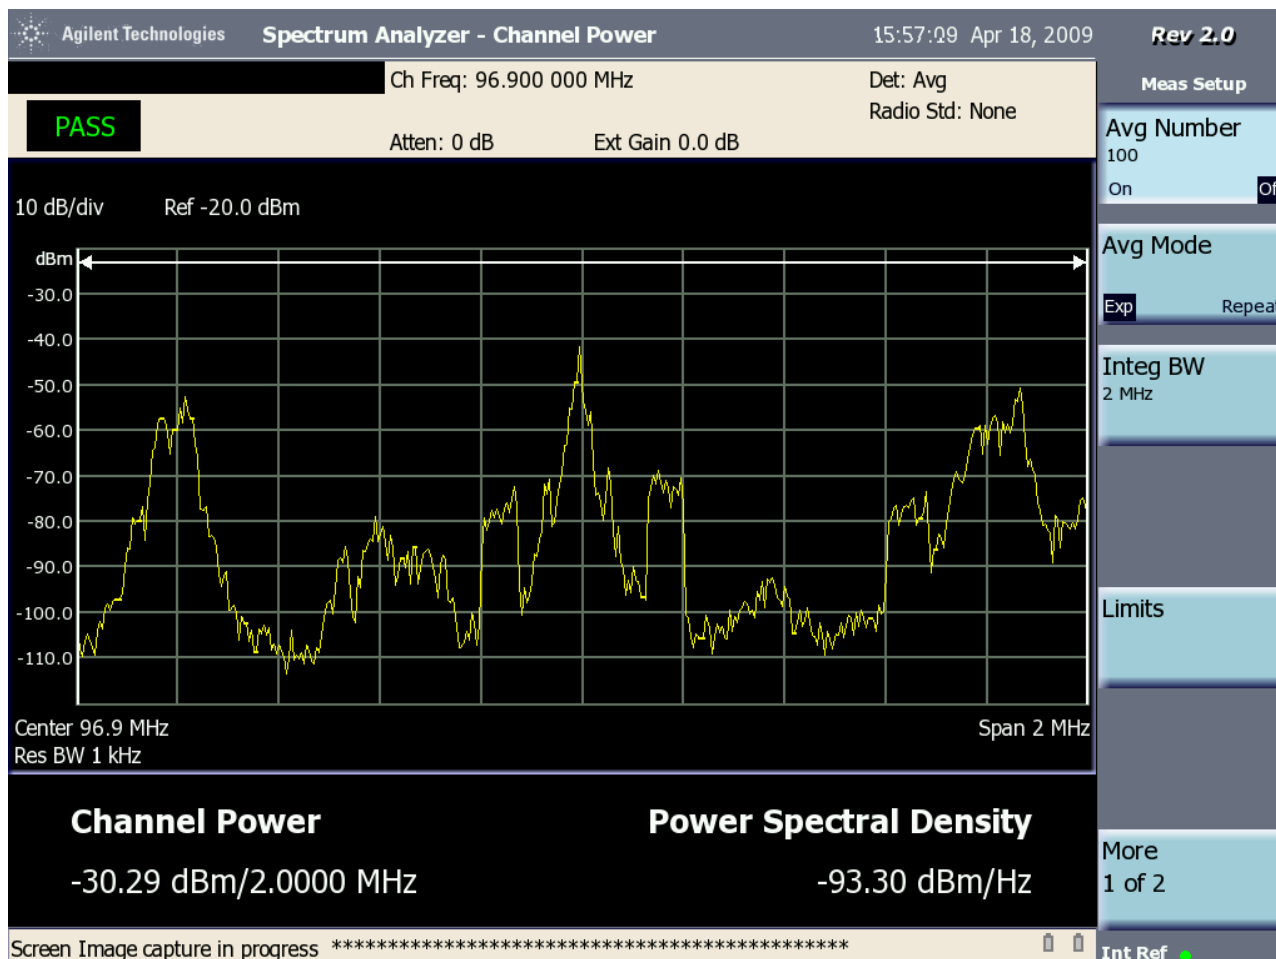 Agilent Technologies Spectrum Analyzer - Channel Power 15:57:09 Apr 18, 2009 Rev 2.0
Ch Freq: 96.900 000 MHz Det: Avg
Radio Std: None
PASS
Atten: 0 dB Ext Gain 0.0 dB
10 dB/div Ref -20.0 dBm
dBm
-30.0
-40.0
-50.0
-60.0
-70.0
-80.0
-90.0
-100.0
-110.0
Center 96.9 MHz Span 2 MHz
Res BW 1 kHz
Channel Power Power Spectral Density
-30.29 dBm/2.0000 MHz -93.30 dBm/Hz
Screen Image capture in progress **********************************************
Meas Setup
Avg Number
100
On Of
Avg Mode
Exp Repeat
Integ BW
2 MHz
Limits
More
1 of 2
Int Ref